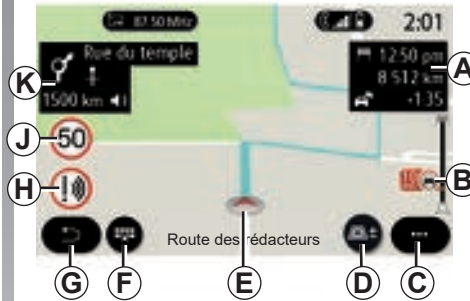 87.50 MHz
2:01
Rue du temple
1500 km
12:50 pm
8 512 km
+1:35
50
Route des rédacteurs
K
J
H
G
F
E
D
C
B
A